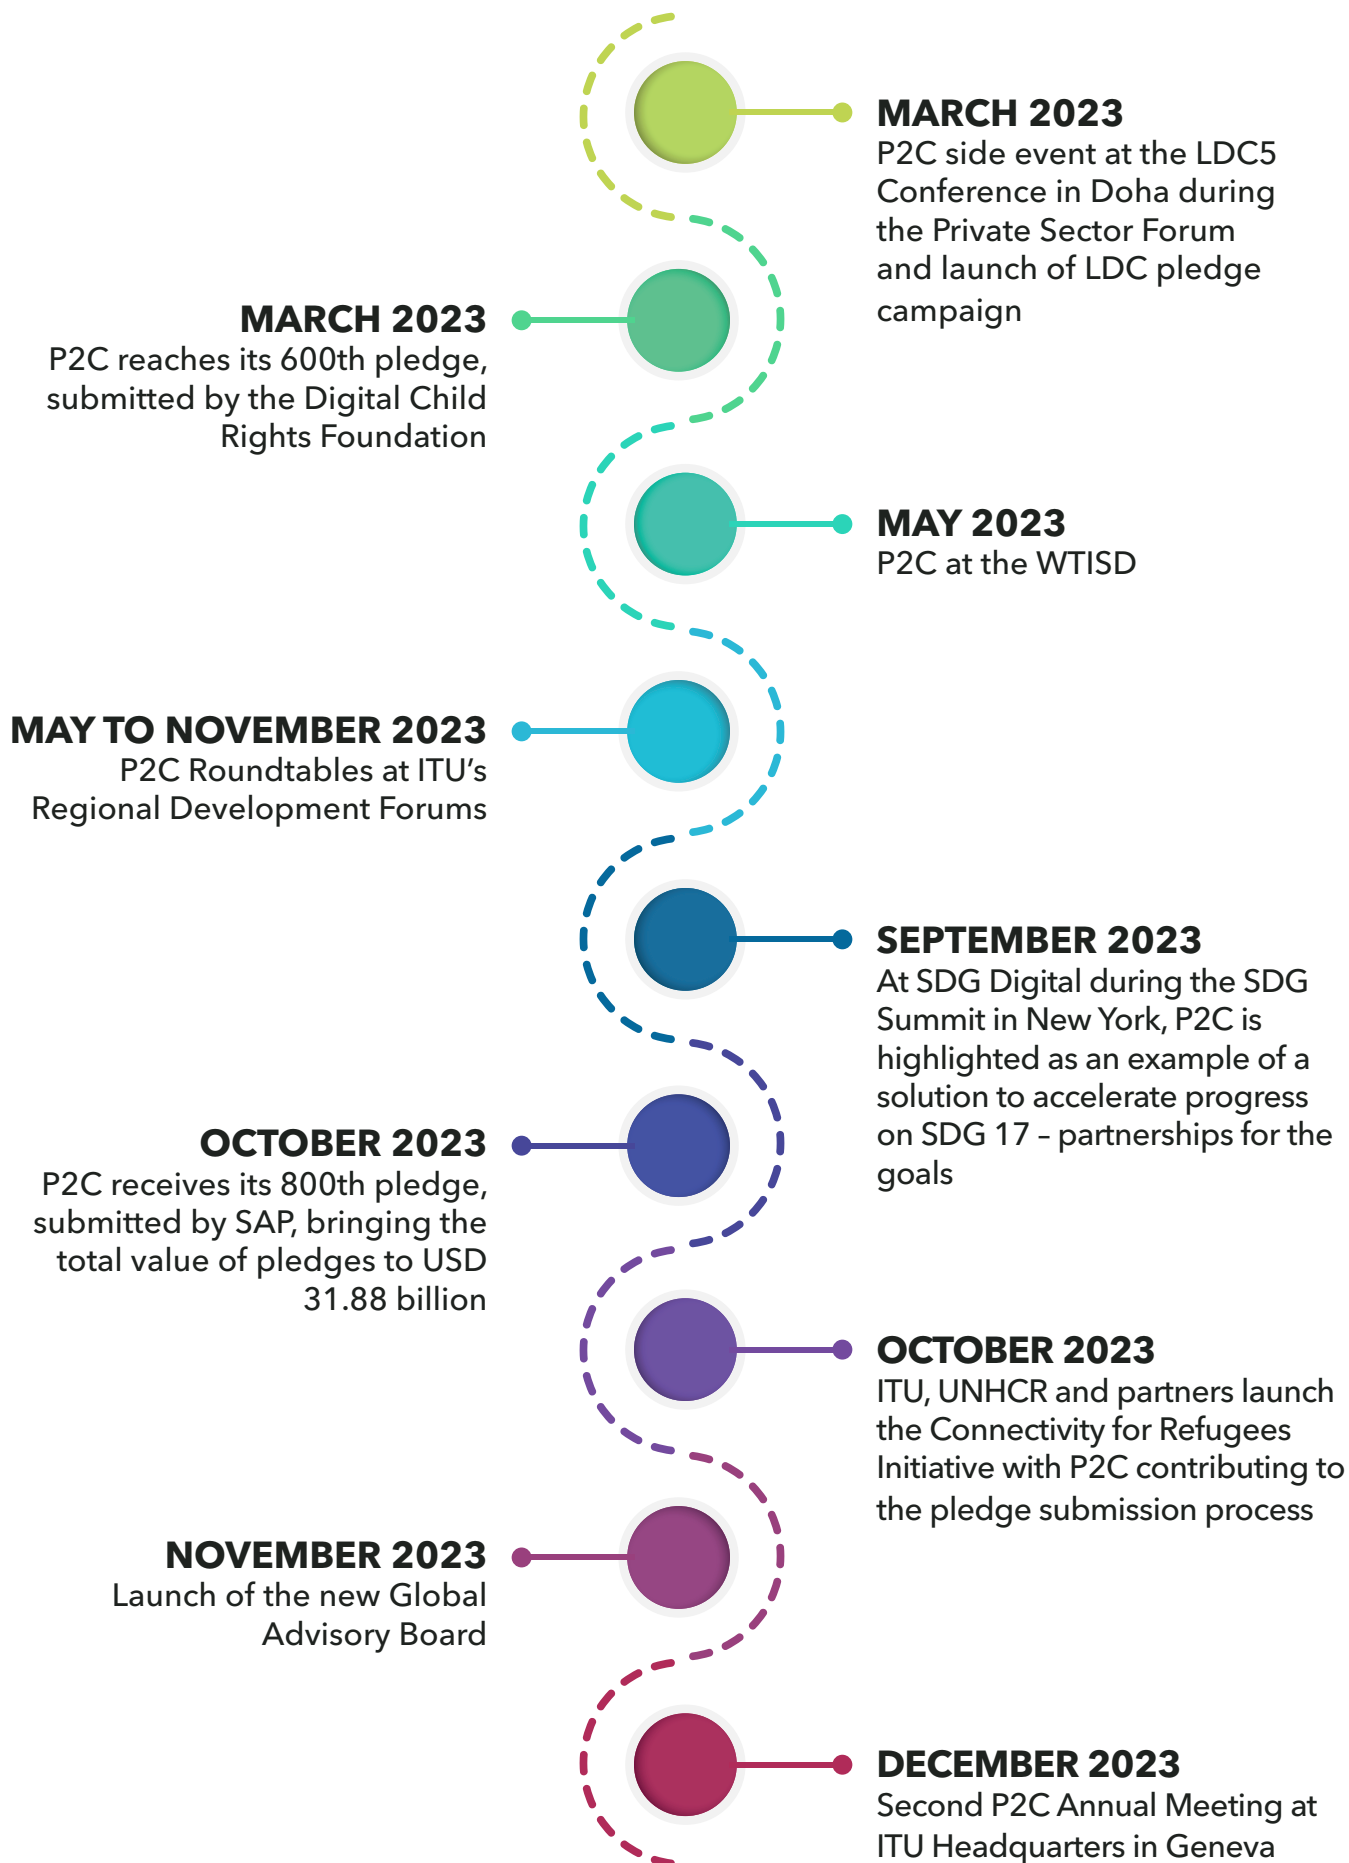 MARCH 2023
P2C side event at the LDC5
Conference in Doha during
the Private Sector Forum
and launch of LDC pledge
campaign
MARCH 2023
P2C reaches its 600th pledge,
submitted by the Digital Child
Rights Foundation
MAY 2023
P2C at the WTISD
MAY TO NOVEMBER 2023
P2C Roundtables at ITU’s
Regional Development Forums
SEPTEMBER 2023
At SDG Digital during the SDG
Summit in New York, P2C is
highlighted as an example of a
solution to accelerate progress
on SDG 17 – partnerships for the
goals
OCTOBER 2023
P2C receives its 800th pledge,
submitted by SAP, bringing the
total value of pledges to USD
31.88 billion
OCTOBER 2023
ITU, UNHCR and partners launch
the Connectivity for Refugees
Initiative with P2C contributing to
the pledge submission process
NOVEMBER 2023
Launch of the new Global
Advisory Board
DECEMBER 2023
Second P2C Annual Meeting at
ITU Headquarters in Geneva